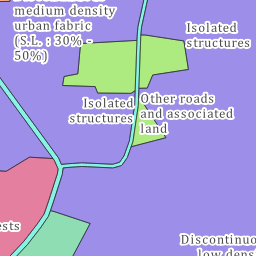 medium density
urban fabric
(S.L. : 30% -
50%)
Isolated
structures
Isolated
structures
Other roads
and associated
land
ests
Discontinuo
low dens